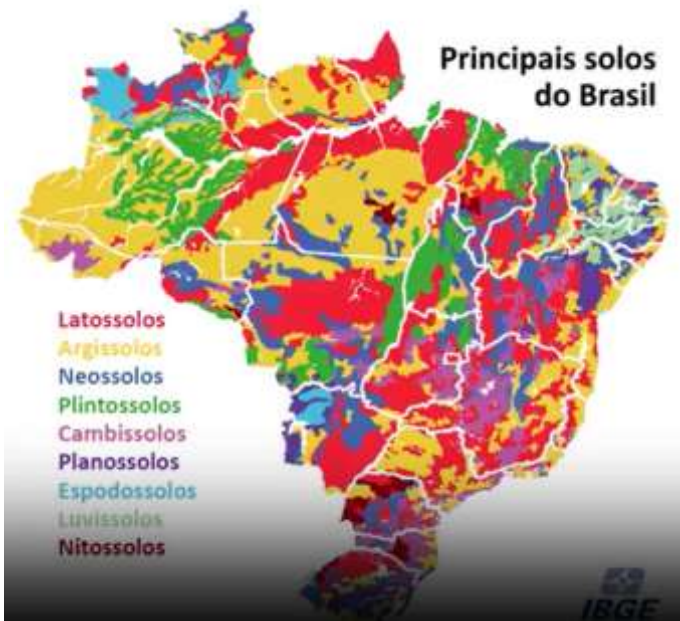 Principais solos
do Brasil
Latossolos
Argissolos
Neossolos
Plintossolos
Cambissolos
Planossolos
Espodossolos
Luvissolos
Nitossolos
IBGE